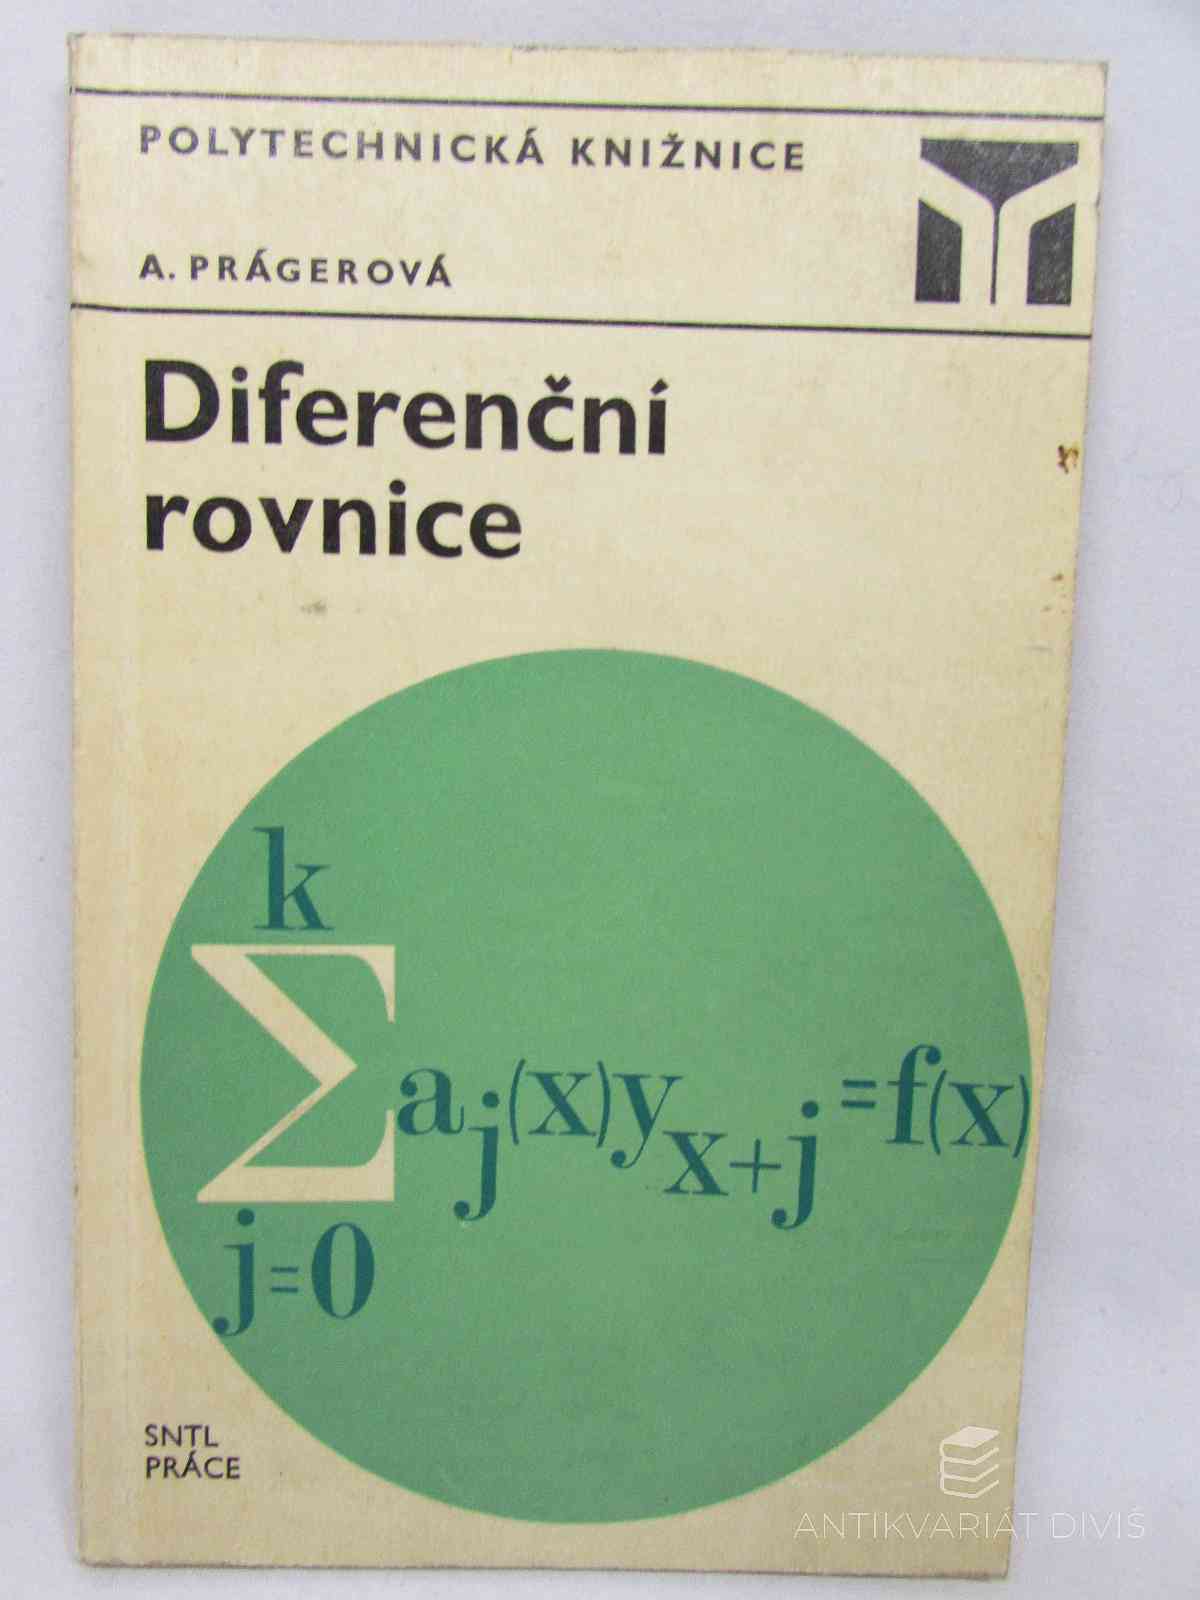 POLYTECHNICKÁ KNIŽNICE
A. PRÁGEROVÁ
Diferenční
rovnice
k
Σ aj(x)yx+j=f(x)
j=0
SNTL
PRÁCE
ANTIKVARIÁT DIVIŠ